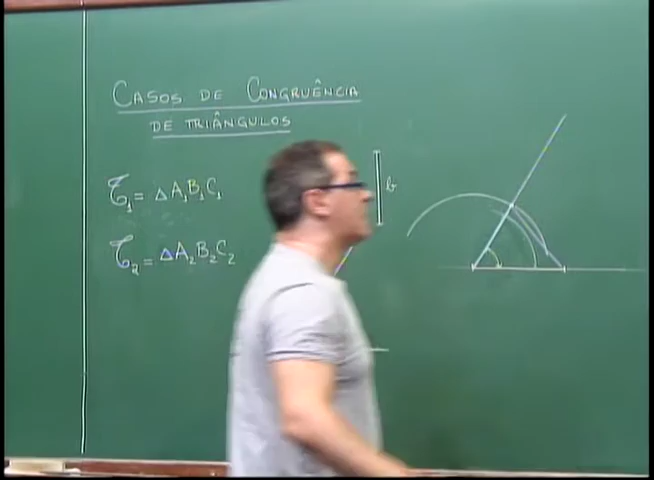 CASOS DE CONGRUÊNCIA
DE TRIÂNGULOS
T₁ = ΔA₁B₁C₁
T₂ = ΔA₂B₂C₂
b